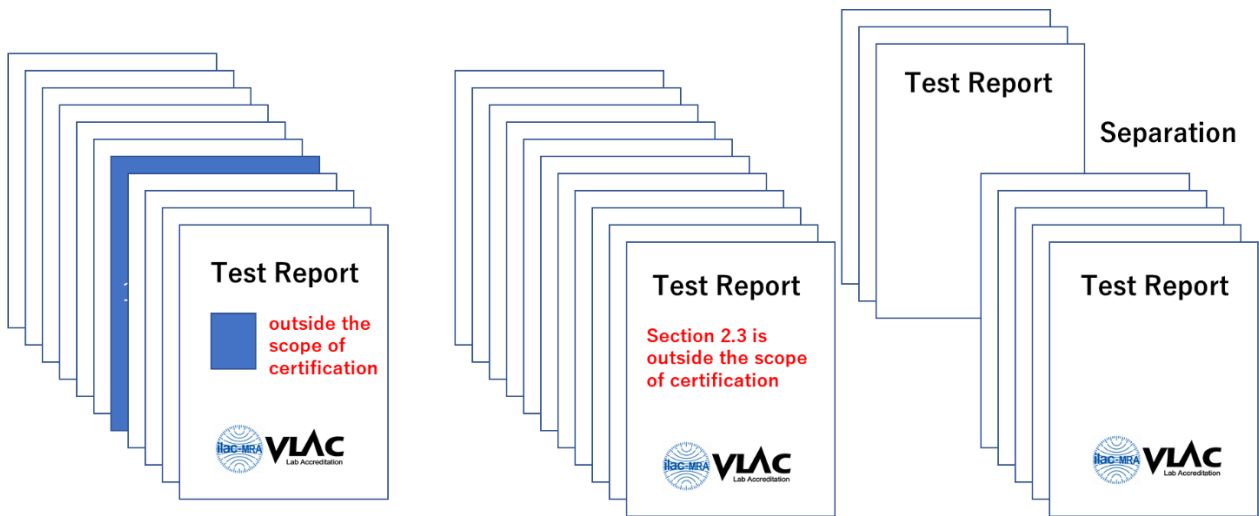 Test Report
outside the
scope of
certification
ilac-MRA
VLAC
Lab Accreditation
Test Report
Section 2.3 is
outside the scope
of certification
ilac-MRA
VLAC
Lab Accreditation
Test Report
Separation
Test Report
ilac-MRA
VLAC
Lab Accreditation